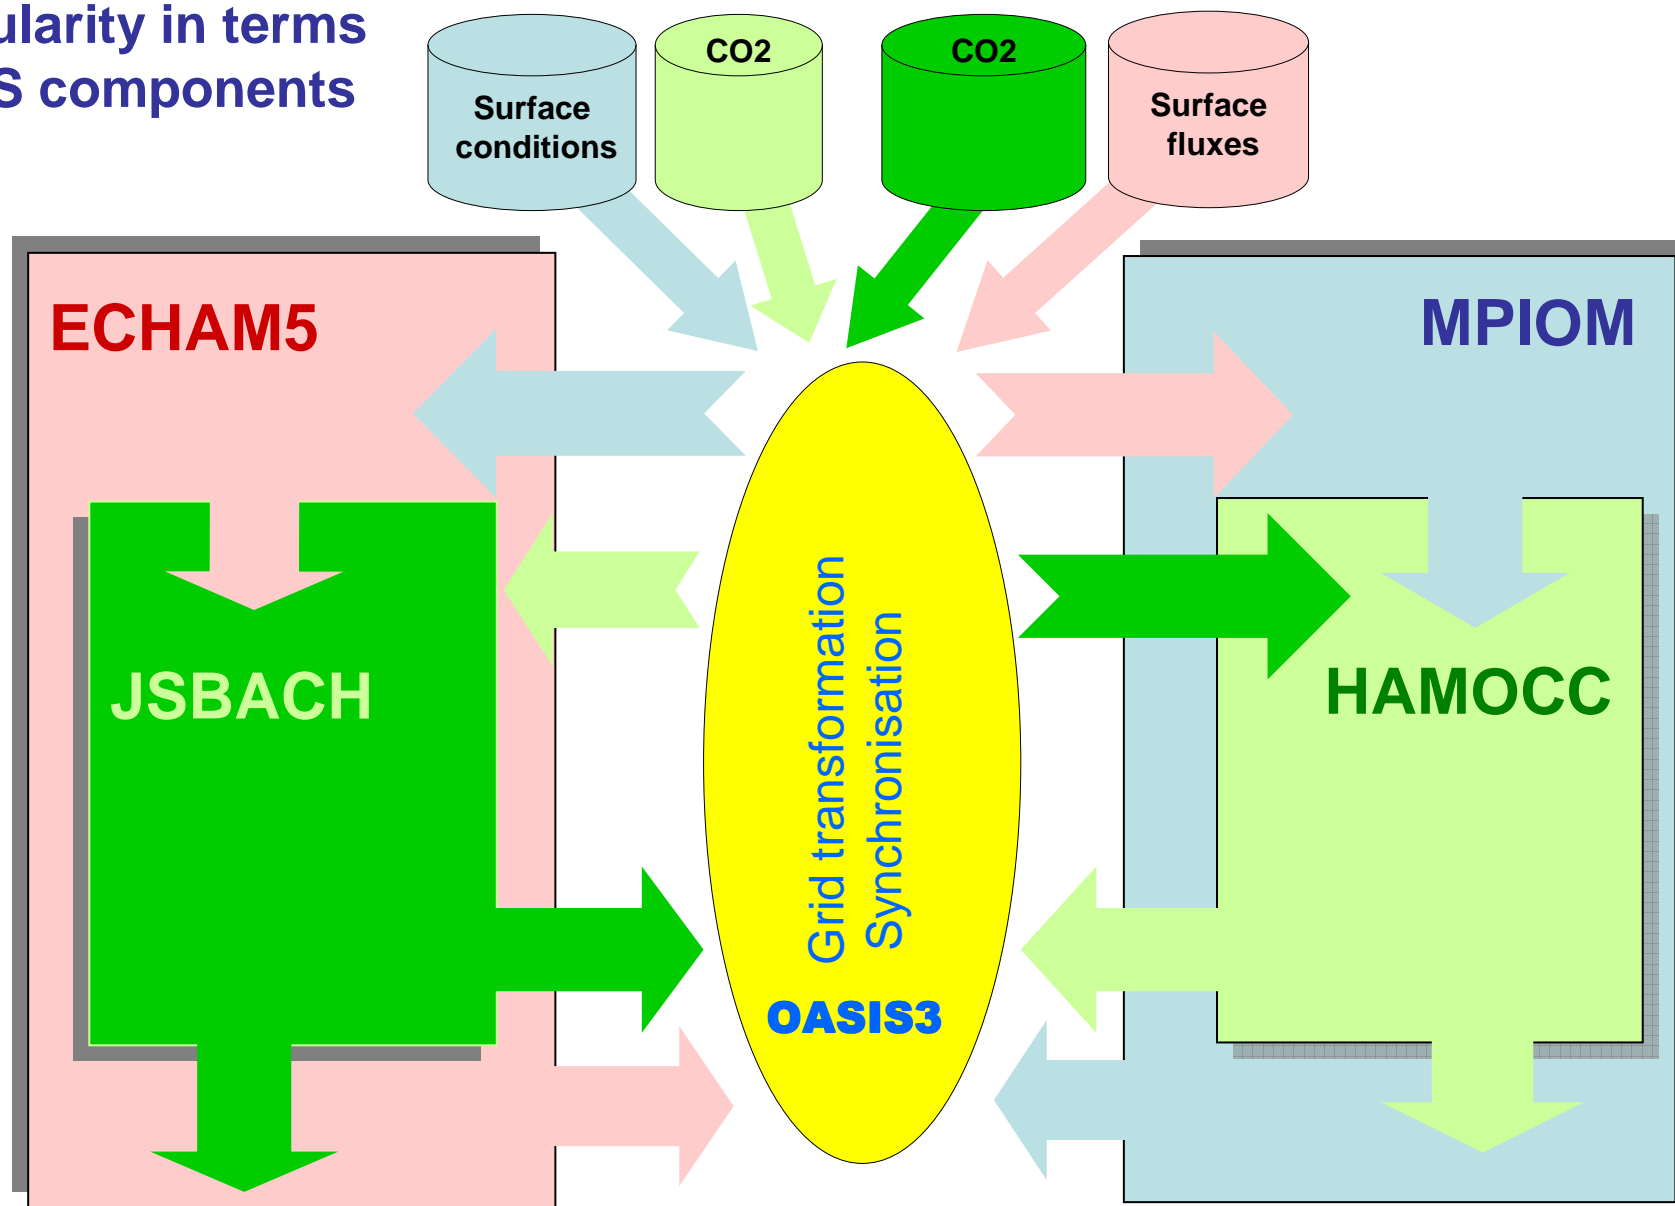 ularity in terms
S components
CO2
CO2
Surface
conditions
Surface
fluxes
ECHAM5
MPIOM
JSBACH
HAMOCC
Grid transformation
Synchronisation
OASIS3